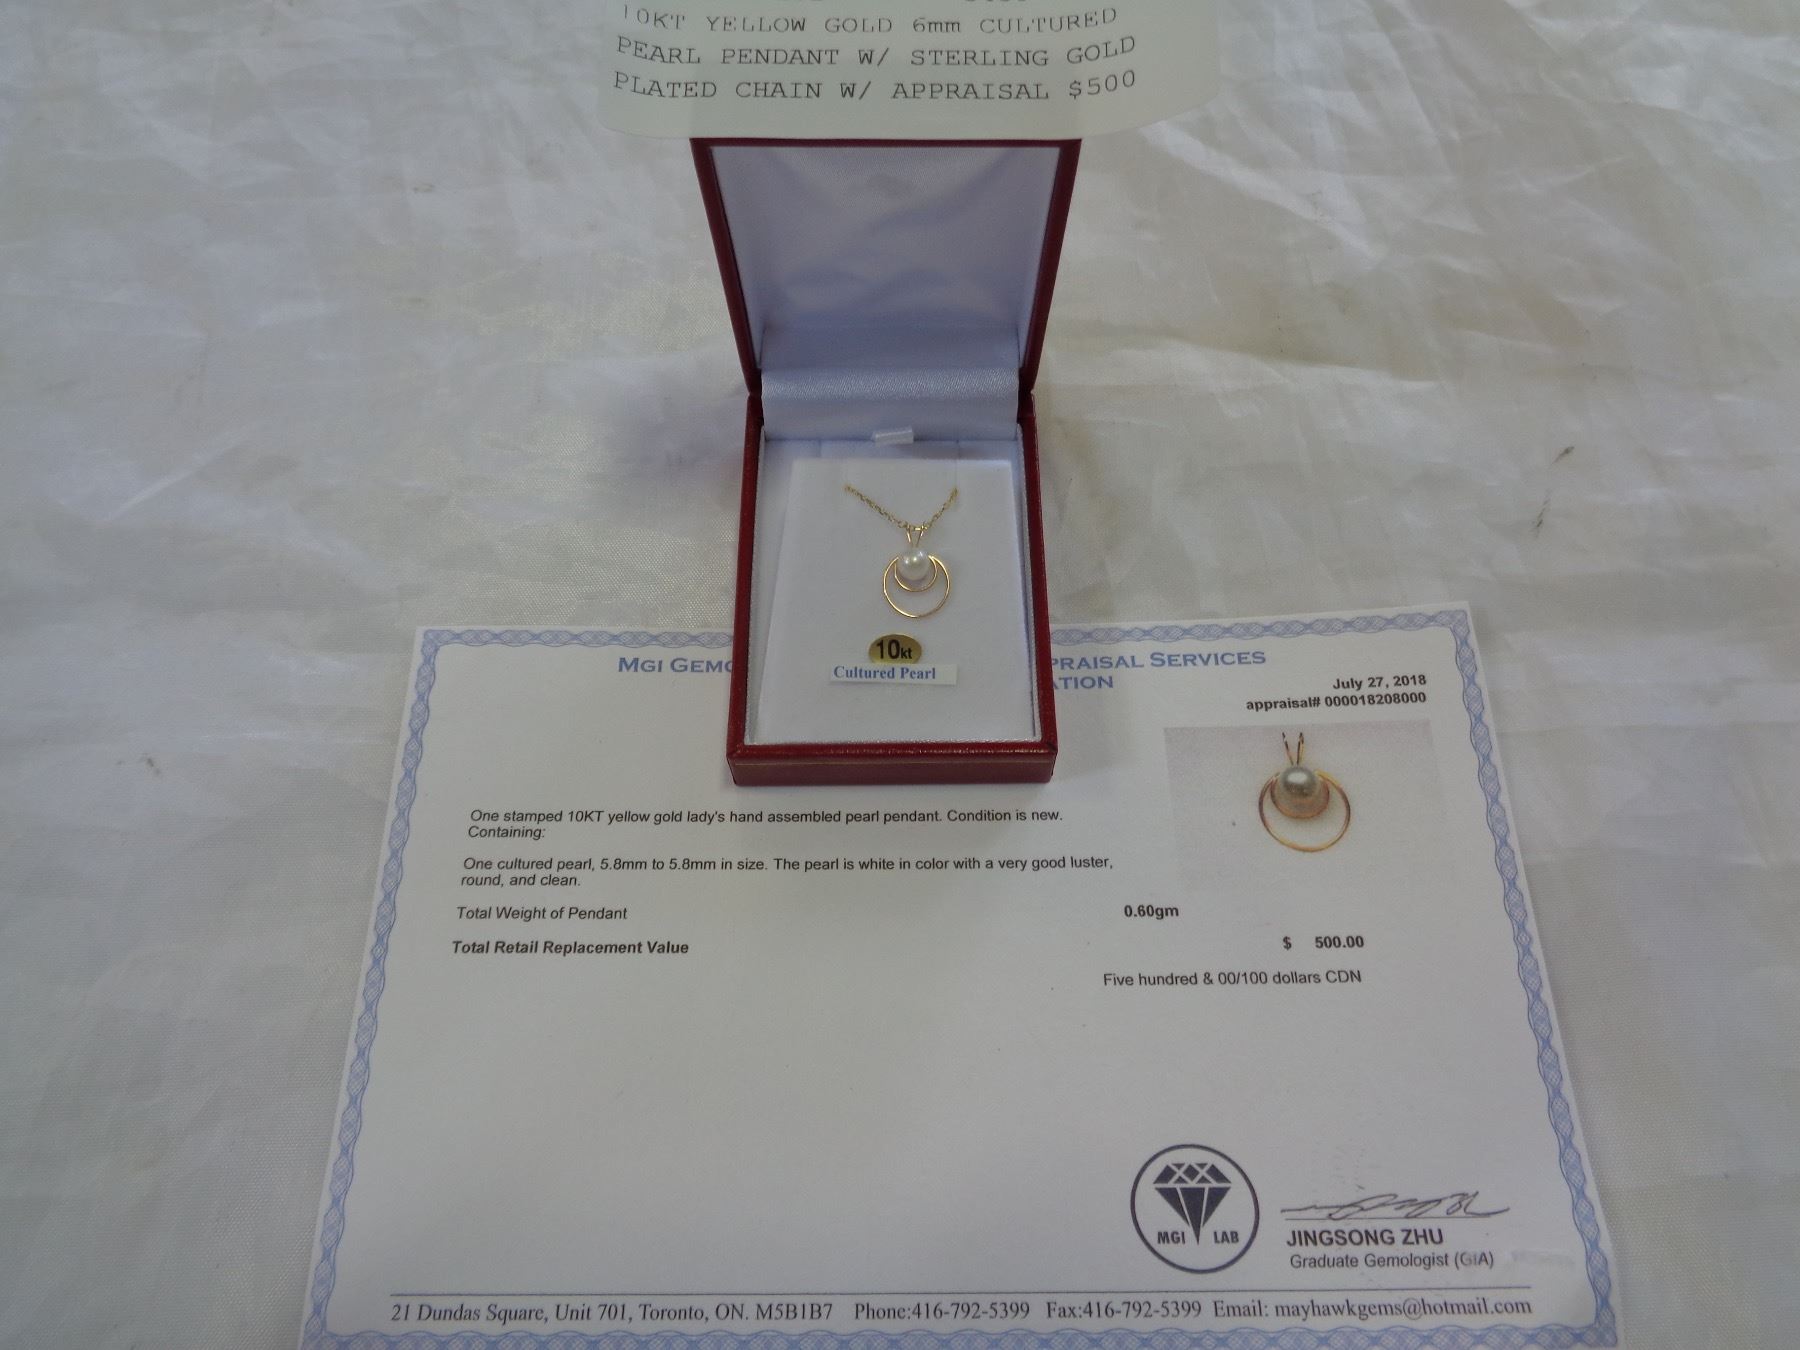 10KT YELLOW GOLD 6mm CULTURED
PEARL PENDANT W/ STERLING GOLD
PLATED CHAIN W/ APPRAISAL $500
10kt
Cultured Pearl
MGI
PRAISAL SERVICES
ATION
July 27, 2018
appraisal# 000018208000
One stamped 10KT yellow gold lady's hand assembled pearl pendant. Condition is new.
Containing:
One cultured pearl, 5.8mm to 5.8mm in size. The pearl is white in color with a very good luster,
round, and clean.
Total Weight of Pendant 0.60gm
Total Retail Replacement Value $ 500.00
Five hundred & 00/100 dollars CDN
MGI LAB
JINGSONG ZHU
Graduate Gemologist (GIA)
21 Dundas Square, Unit 701, Toronto, ON. M5B1B7 Phone:416-792-5399 Fax:416-792-5399 Email: mayhawkgems@hotmail.com